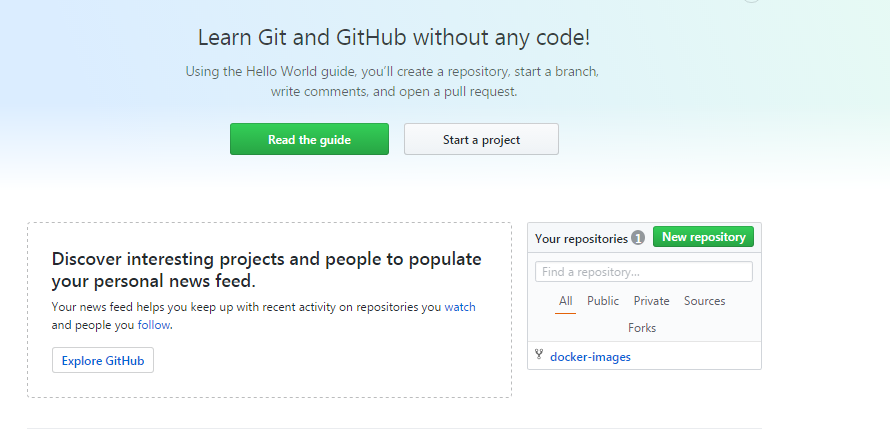 Learn Git and GitHub without any code!
Using the Hello World guide, you’ll create a repository, start a branch,
write comments, and open a pull request.
Read the guide
Start a project
Discover interesting projects and people to populate
your personal news feed.
Your news feed helps you keep up with recent activity on repositories you watch
and people you follow.
Explore GitHub
Your repositories 1
New repository
Find a repository...
All Public Private Sources
Forks
docker-images